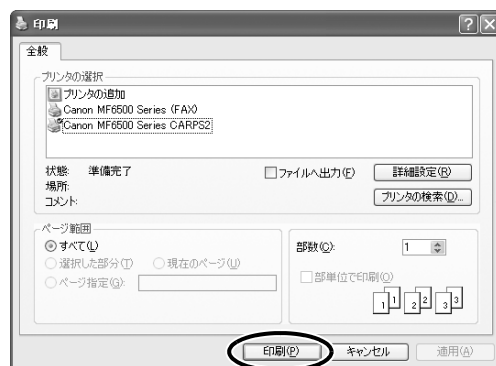 印刷
全般
プリンタの選択
プリンタの追加
Canon MF6500 Series (FAX)
Canon MF6500 Series CARPS2
状態: 準備完了
場所:
コメント:
ファイルへ出力(F)
詳細設定(R)
プリンタの検索(D)...
ページ範囲
すべて(L)
選択した部分(T) 現在のページ(U)
ページ指定(G):
部数(C): 1
部単位で印刷(O)
1 1 2 2 3 3
印刷(P) キャンセル 適用(A)